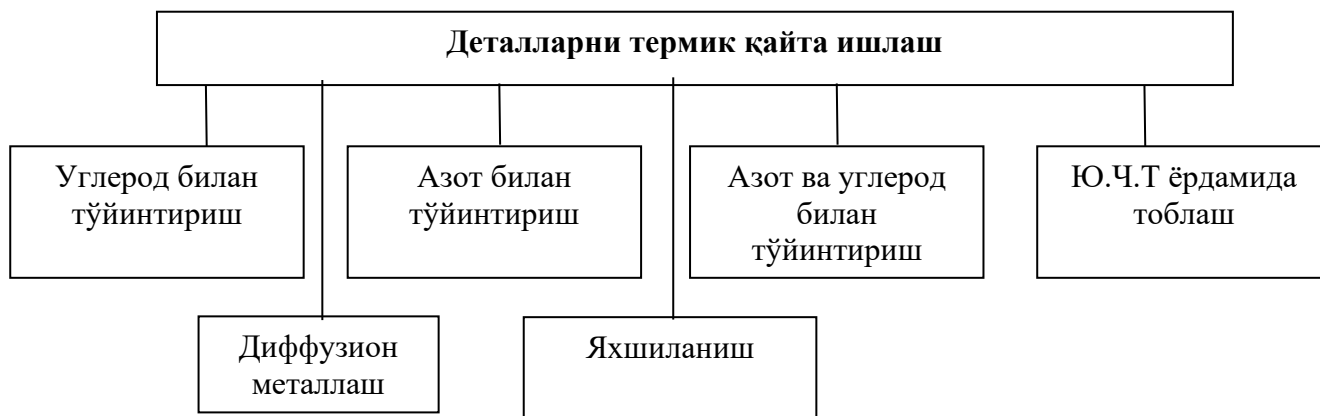 Деталларни термик қайта ишлаш
Углерод билан
тўйинтириш
Азот билан
тўйинтириш
Азот ва углерод
билан
тўйинтириш
Ю.Ч.Т ёрдамида
тоблаш
Диффузион
металлаш
Яхшиланиш